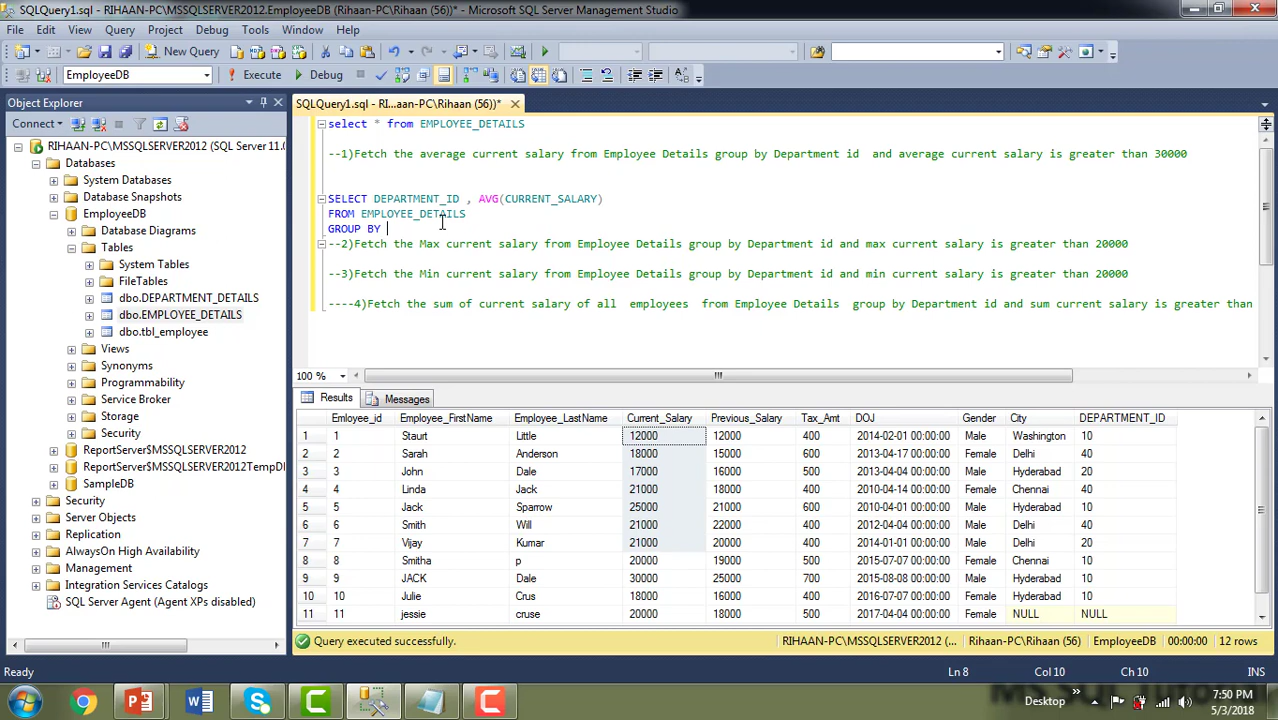 SQLQuery1.sql - RIHAAN-PC\MSSQLSERVER2012.EmployeeDB (Rihaan-PC\Rihaan (56))* - Microsoft SQL Server Management Studio
File Edit View Query Project Debug Tools Window Help
New Query
EmployeeDB Execute Debug
Object Explorer
SQLQuery1.sql - RI...aan-PC\Rihaan (56))*
Connect
RIHAAN-PC\MSSQLSERVER2012 (SQL Server 11.0
Databases
System Databases
Database Snapshots
EmployeeDB
Database Diagrams
Tables
System Tables
FileTables
dbo.DEPARTMENT_DETAILS
dbo.EMPLOYEE_DETAILS
dbo.tbl_employee
Views
Synonyms
Programmability
Service Broker
Storage
Security
ReportServer$MSSQLSERVER2012
ReportServer$MSSQLSERVER2012TempDI
SampleDB
Security
Server Objects
Replication
AlwaysOn High Availability
Management
Integration Services Catalogs
SQL Server Agent (Agent XPs disabled)
select * from EMPLOYEE_DETAILS
--1)Fetch the average current salary from Employee Details group by Department id  and average current salary is greater than 30000
SELECT DEPARTMENT_ID , AVG(CURRENT_SALARY)
FROM EMPLOYEE_DETAILS
GROUP BY
--2)Fetch the Max current salary from Employee Details group by Department id and max current salary is greater than 20000
--3)Fetch the Min current salary from Employee Details group by Department id and min current salary is greater than 20000
----4)Fetch the sum of current salary of all  employees  from Employee Details  group by Department id and sum current salary is greater than
100 %
Results Messages
Emloyee_id Employee_FirstName Employee_LastName Current_Salary Previous_Salary Tax_Amt DOJ Gender City DEPARTMENT_ID
1 1 Staurt Little 12000 12000 400 2014-02-01 00:00:00 Male Washington 10
2 2 Sarah Anderson 18000 15000 600 2013-04-17 00:00:00 Female Delhi 40
3 3 John Dale 17000 16000 500 2013-04-04 00:00:00 Male Hyderabad 20
4 4 Linda Jack 21000 18000 400 2010-04-14 00:00:00 Female Chennai 40
5 5 Jack Sparrow 25000 21000 600 2010-04-04 00:00:00 Male Hyderabad 10
6 6 Smith Will 21000 22000 400 2012-04-04 00:00:00 Male Delhi 40
7 7 Vijay Kumar 21000 20000 400 2014-01-01 00:00:00 Male Delhi 20
8 8 Smitha p 20000 19000 500 2015-07-07 00:00:00 Female Chennai 10
9 9 JACK Dale 30000 25000 700 2015-08-08 00:00:00 Male Hyderabad 10
10 10 Julie Crus 18000 16000 400 2016-07-07 00:00:00 Female Hyderabad 10
11 11 jessie cruse 20000 18000 500 2017-04-04 00:00:00 Female NULL NULL
Query executed successfully. RIHAAN-PC\MSSQLSERVER2012 (... Rihaan-PC\Rihaan (56) EmployeeDB 00:00:00 12 rows
Ready Ln 8 Col 10 Ch 10 INS
Desktop 7:50 PM
5/3/2018